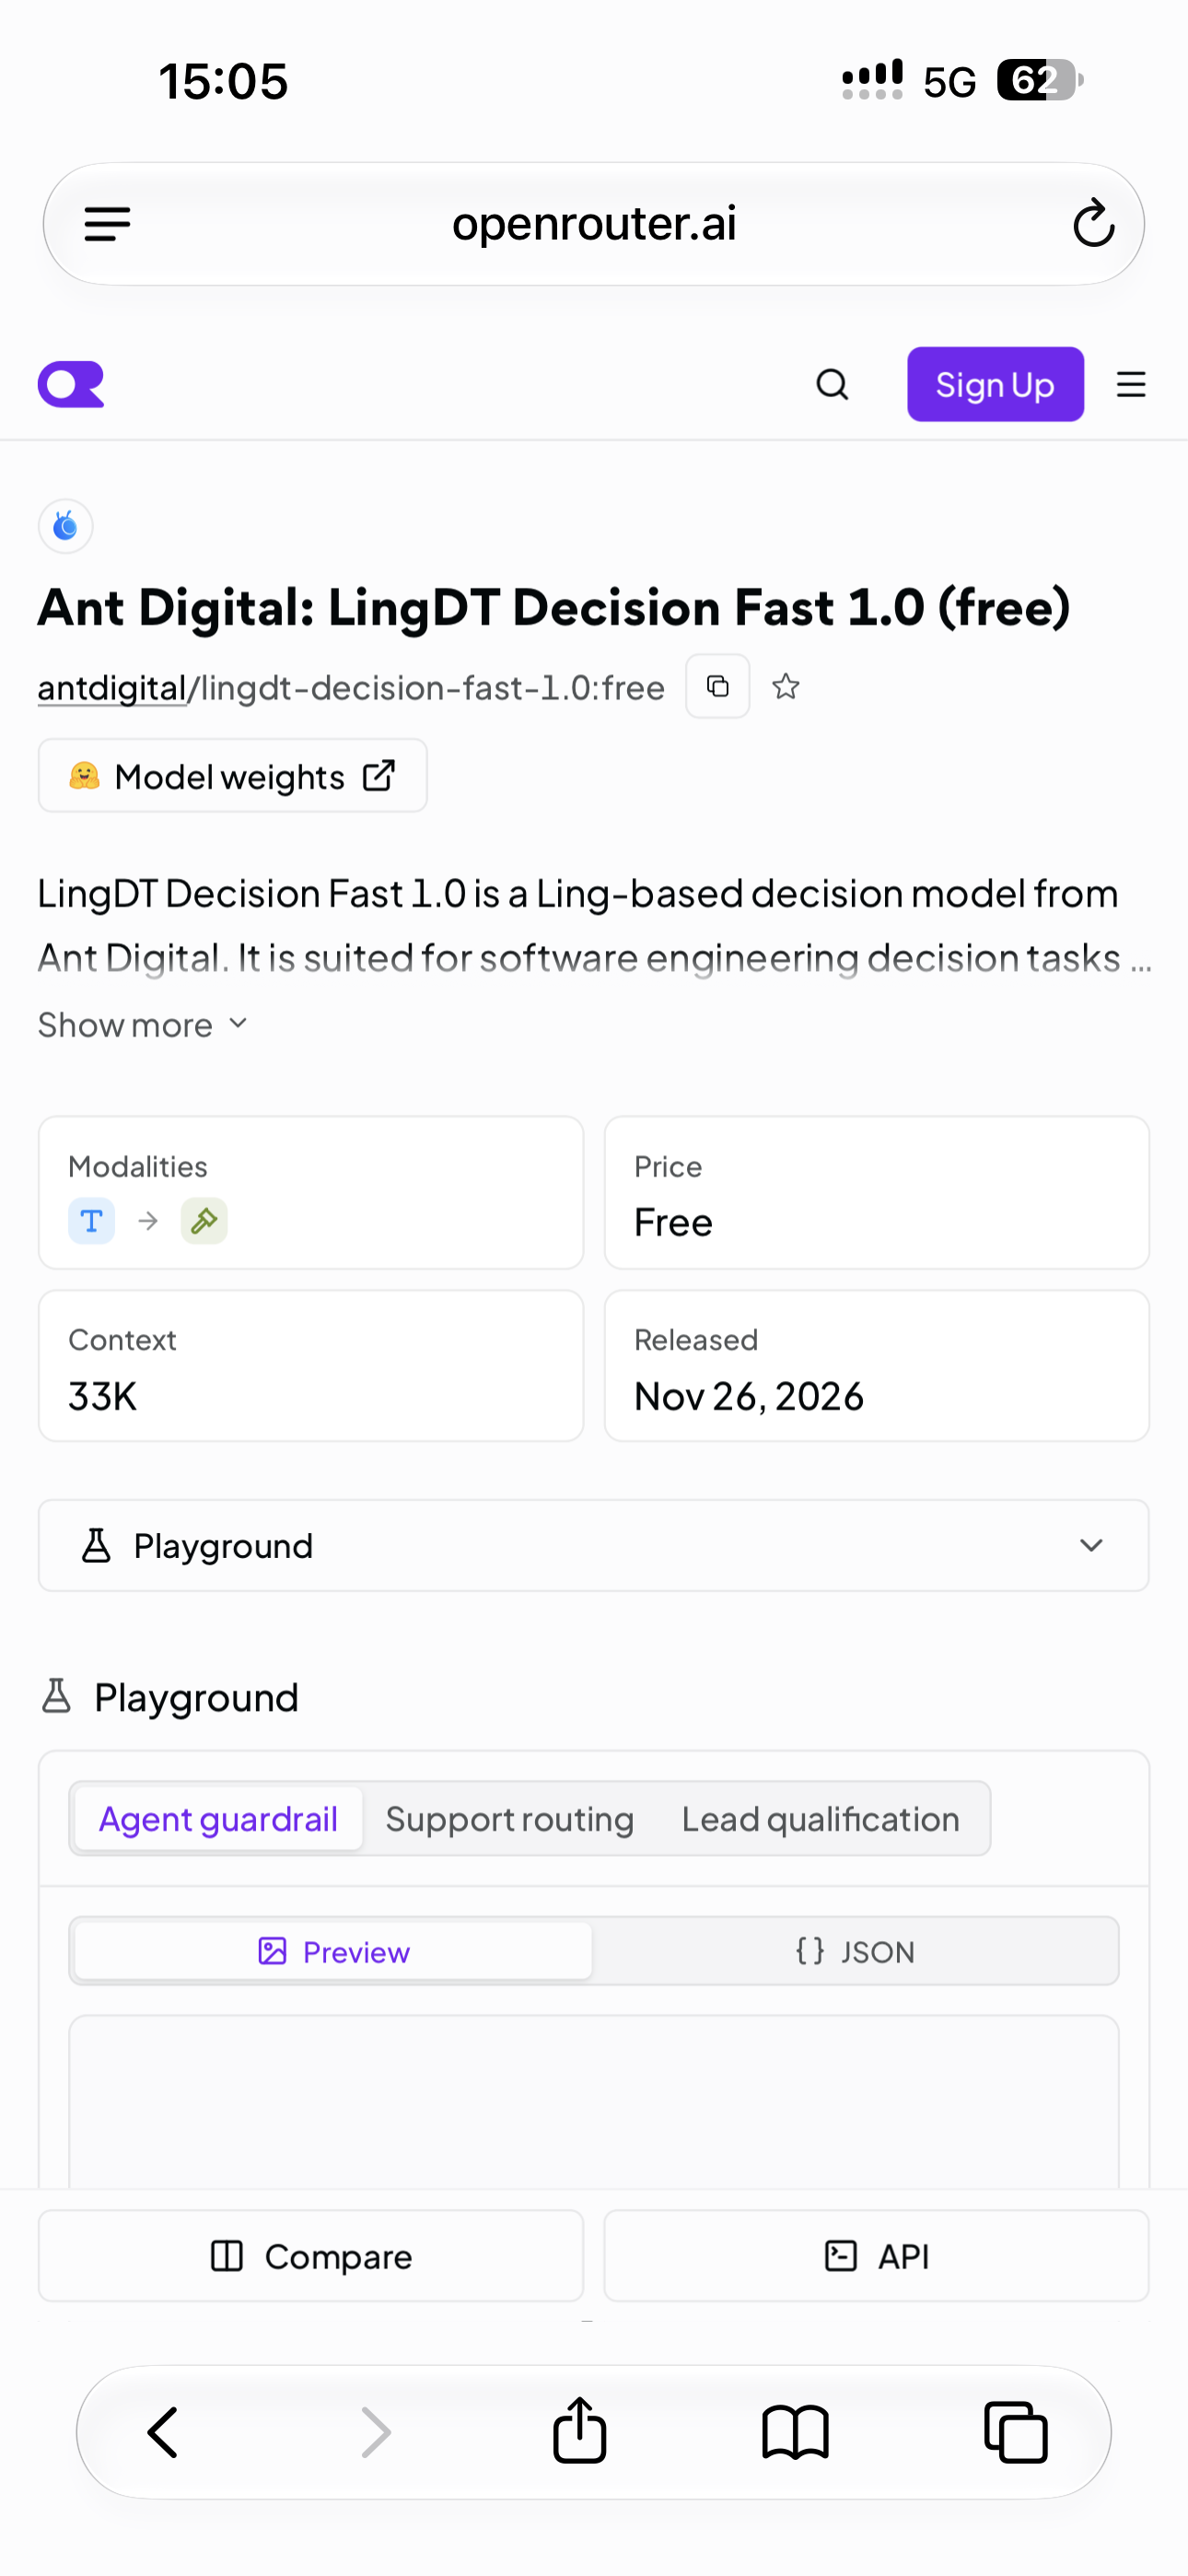 15:05
5G
62
openrouter.ai
Sign Up
Ant Digital: LingDT Decision Fast 1.0 (free)
antdigital/lingdt-decision-fast-1.0:free
Model weights
LingDT Decision Fast 1.0 is a Ling-based decision model from
Ant Digital. It is suited for software engineering decision tasks ...
Show more
Modalities
Price
Free
Context
33K
Released
Nov 26, 2026
Playground
Playground
Agent guardrail
Support routing
Lead qualification
Preview
{} JSON
Compare
API